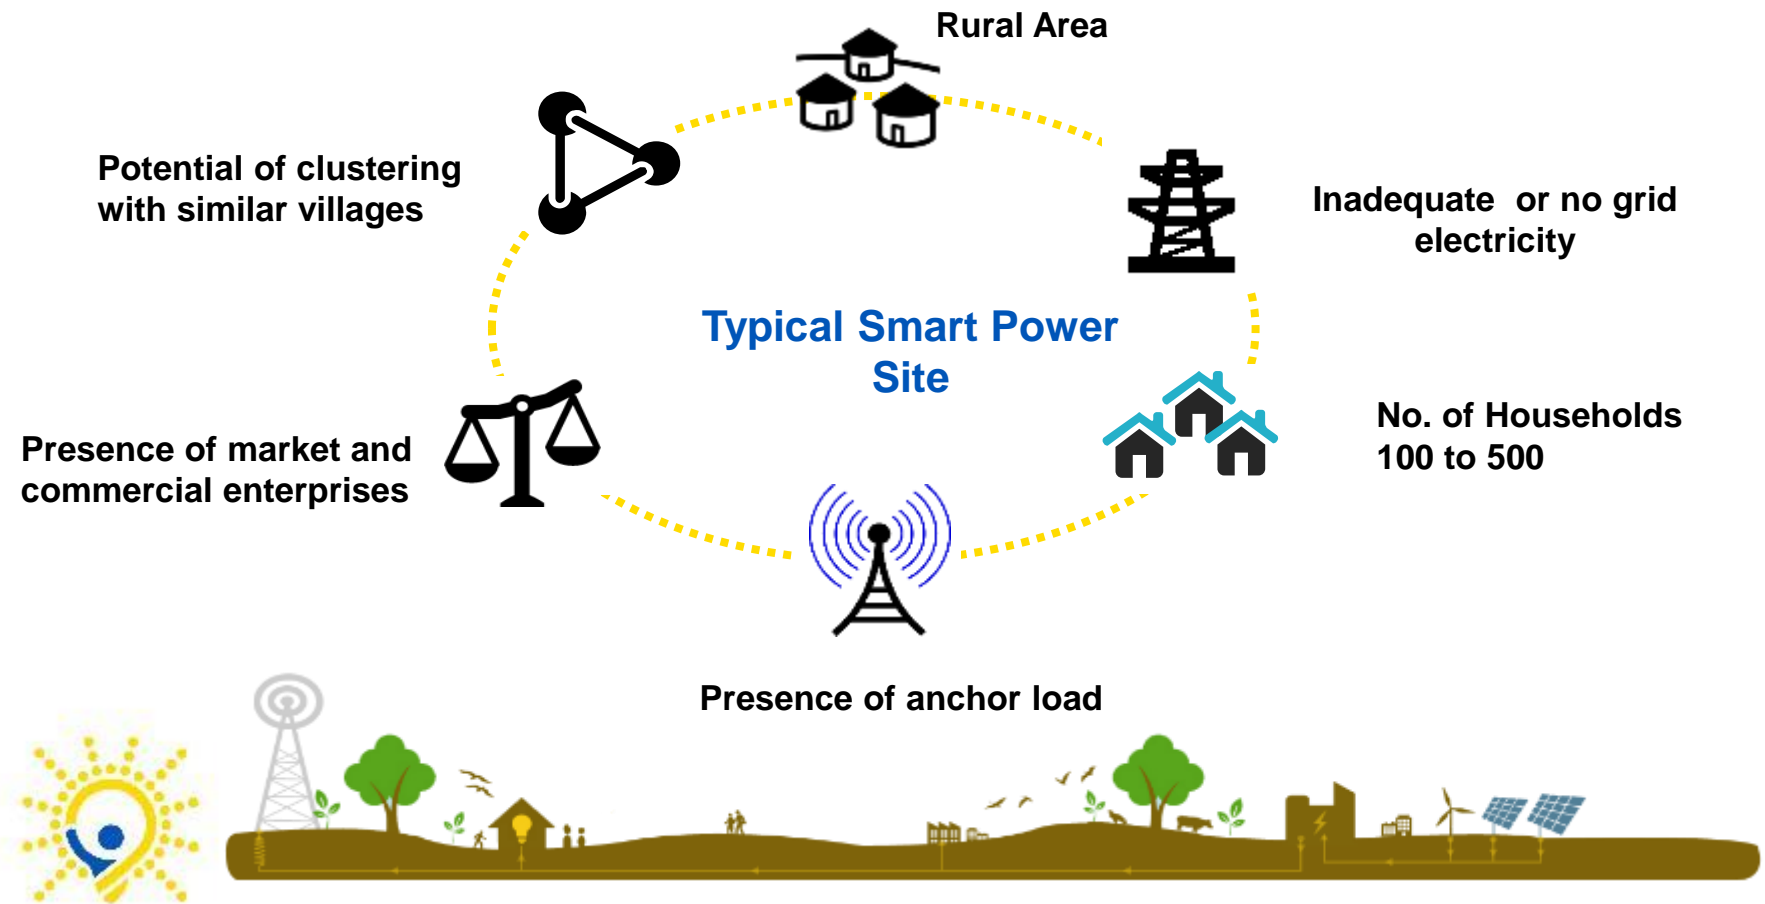 Rural Area
Potential of clustering
with similar villages
Inadequate  or no grid
electricity
Typical Smart Power
Site
No. of Households
100 to 500
Presence of market and
commercial enterprises
Presence of anchor load